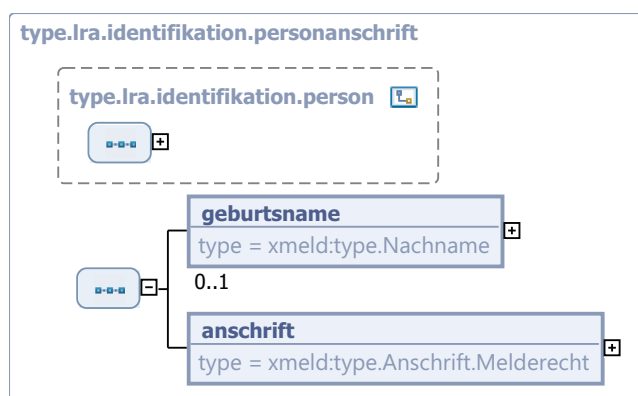 type.lra.identifikation.personanschrift
type.lra.identifikation.person
geburtsname
type = xmeld:type.Nachname
0..1
anschrift
type = xmeld:type.Anschrift.Melderecht